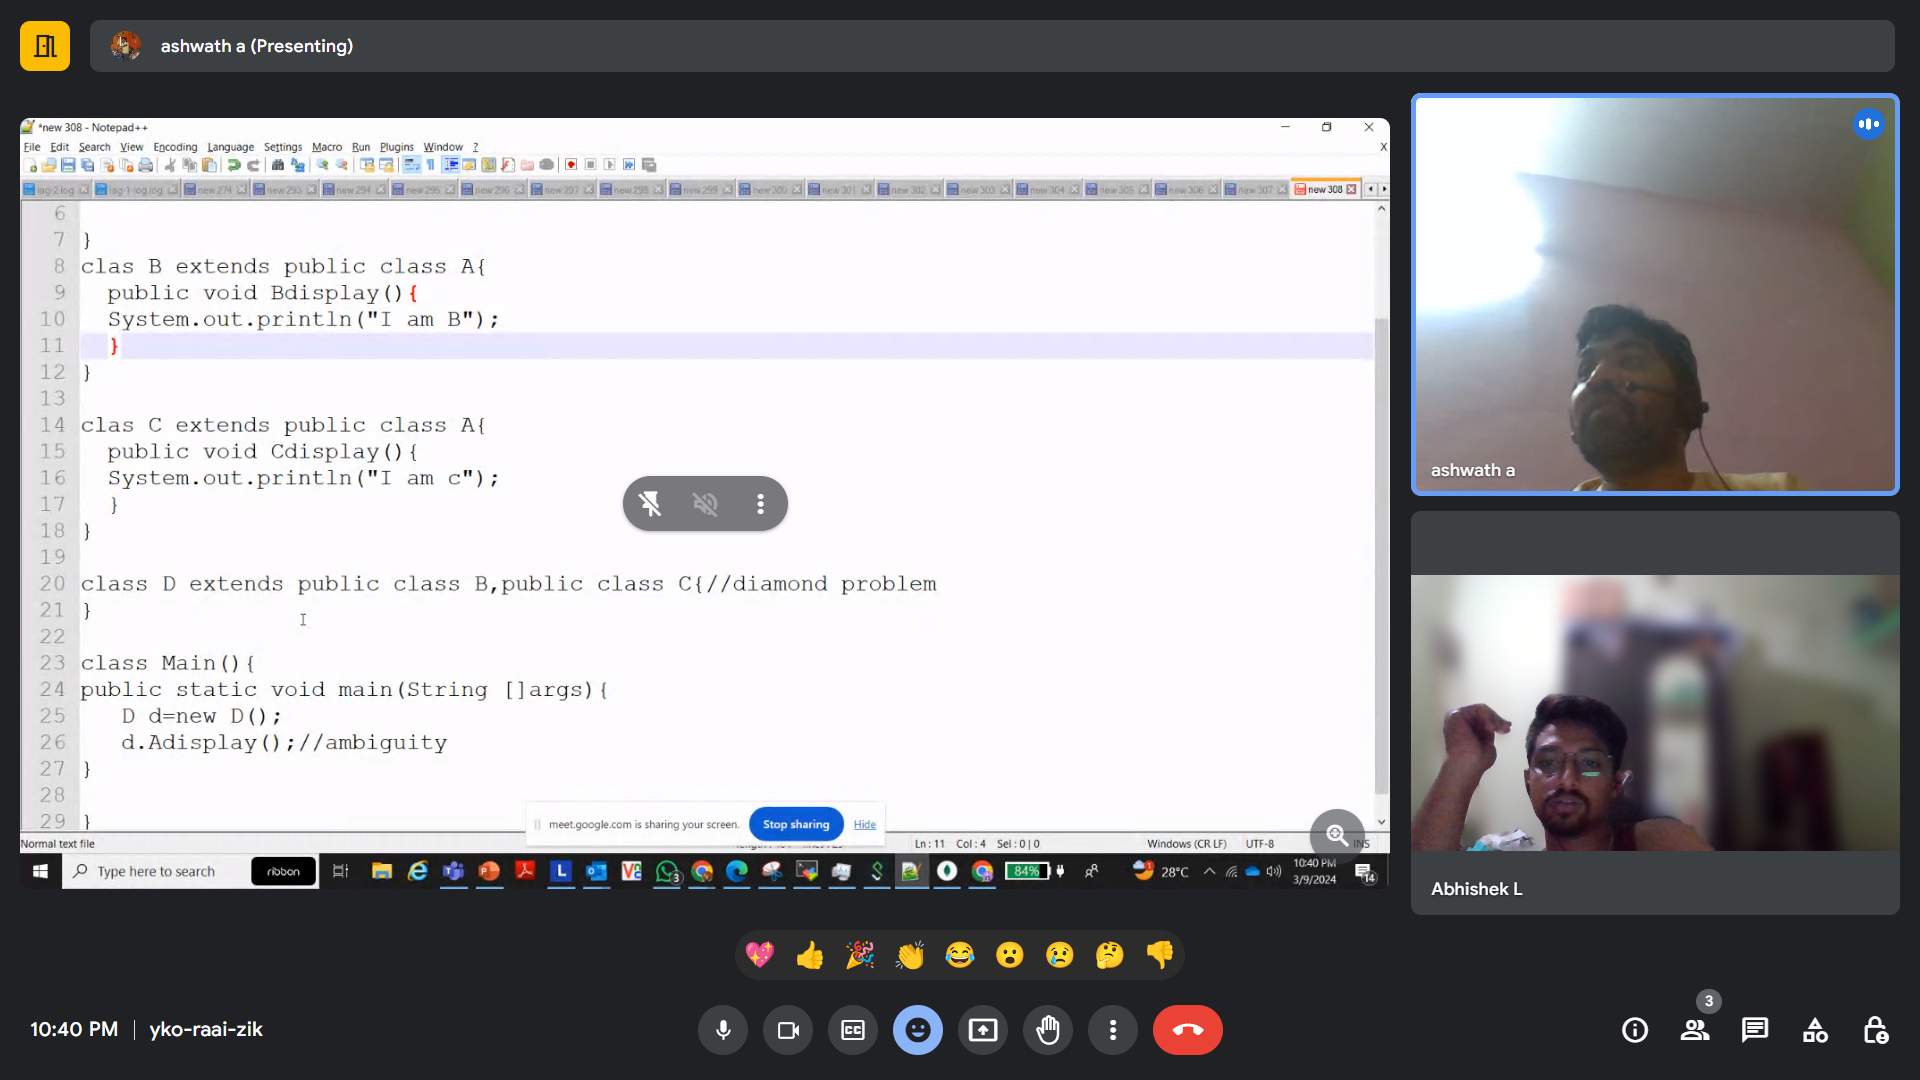 ashwath a (Presenting)
*new 308 - Notepad++
File Edit Search View Encoding Language Settings Macro Run Plugins Window ?
X
log-2.log log-1-log.log new 274 new 293 new 294 new 295 new 296 new 297 new 298 new 299 new 300 new 301 new 302 new 303 new 304 new 305 new 306 new 307 new 308
6
7 }
8 clas B extends public class A{
9 public void Bdisplay(){
10 System.out.println("I am B");
11 }
12 }
13
14 clas C extends public class A{
15 public void Cdisplay(){
16 System.out.println("I am c");
17 }
18 }
19
20 class D extends public class B,public class C{//diamond problem
21 }
22
23 class Main(){
24 public static void main(String []args){
25 D d=new D();
26 d.Adisplay();//ambiguity
27 }
28
29 }
meet.google.com is sharing your screen. Stop sharing Hide
Normal text file Ln : 11 Col : 4 Sel : 0 | 0 Windows (CR LF) UTF-8 INS
Type here to search ribbon 3 84% 28°C 10:40 PM
3/9/2024 14
ashwath a
Abhishek L
10:40 PM | yko-raai-zik
CC
3